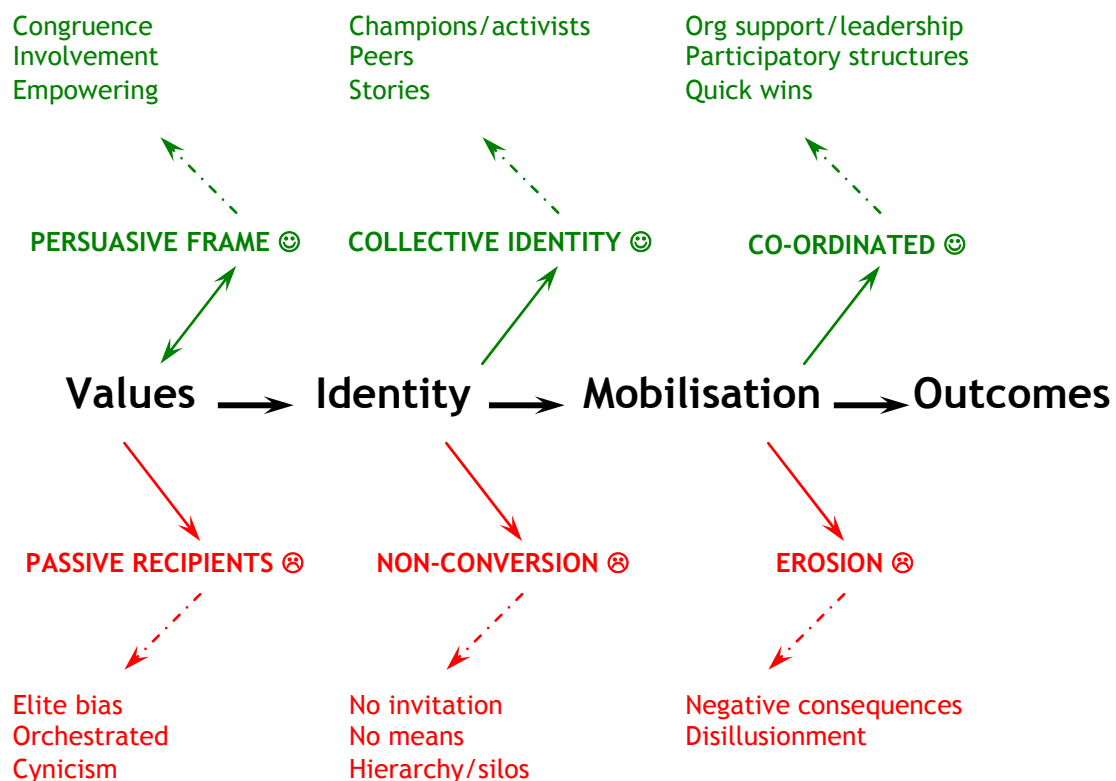 Congruence
Involvement
Empowering
Champions/activists
Peers
Stories
Org support/leadership
Participatory structures
Quick wins
PERSUASIVE FRAME ☺
COLLECTIVE IDENTITY ☺
CO-ORDINATED ☺
Values
Identity
Mobilisation
Outcomes
PASSIVE RECIPIENTS ☹
NON-CONVERSION ☹
EROSION ☹
Elite bias
Orchestrated
Cynicism
No invitation
No means
Hierarchy/silos
Negative consequences
Disillusionment